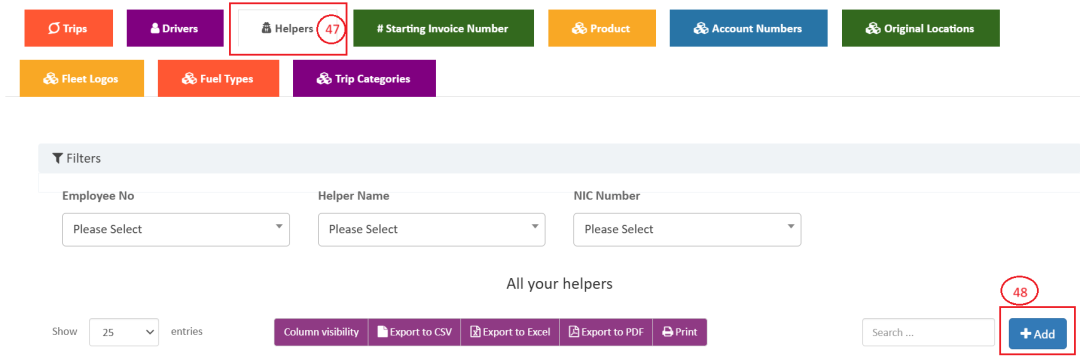 Trips Drivers Helpers 47 # Starting Invoice Number Product Account Numbers Original Locations
Fleet Logos Fuel Types Trip Categories
Filters
Employee No Helper Name NIC Number
Please Select Please Select Please Select
All your helpers
48
Show 25 entries Column visibility Export to CSV Export to Excel Export to PDF Print Search ... + Add